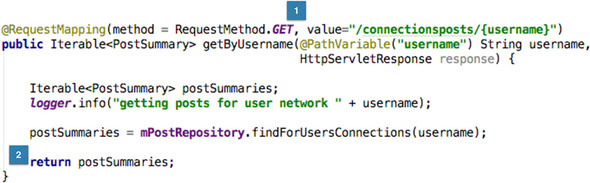 1
@RequestMapping(method = RequestMethod.GET, value="/connectionsposts/{username}")
public Iterable<PostSummary> getByUsername(@PathVariable("username") String username,
HttpServletResponse response) {
Iterable<PostSummary> postSummaries;
logger.info("getting posts for user network " + username);
postSummaries = mPostRepository.findForUsersConnections(username);
2 return postSummaries;
}